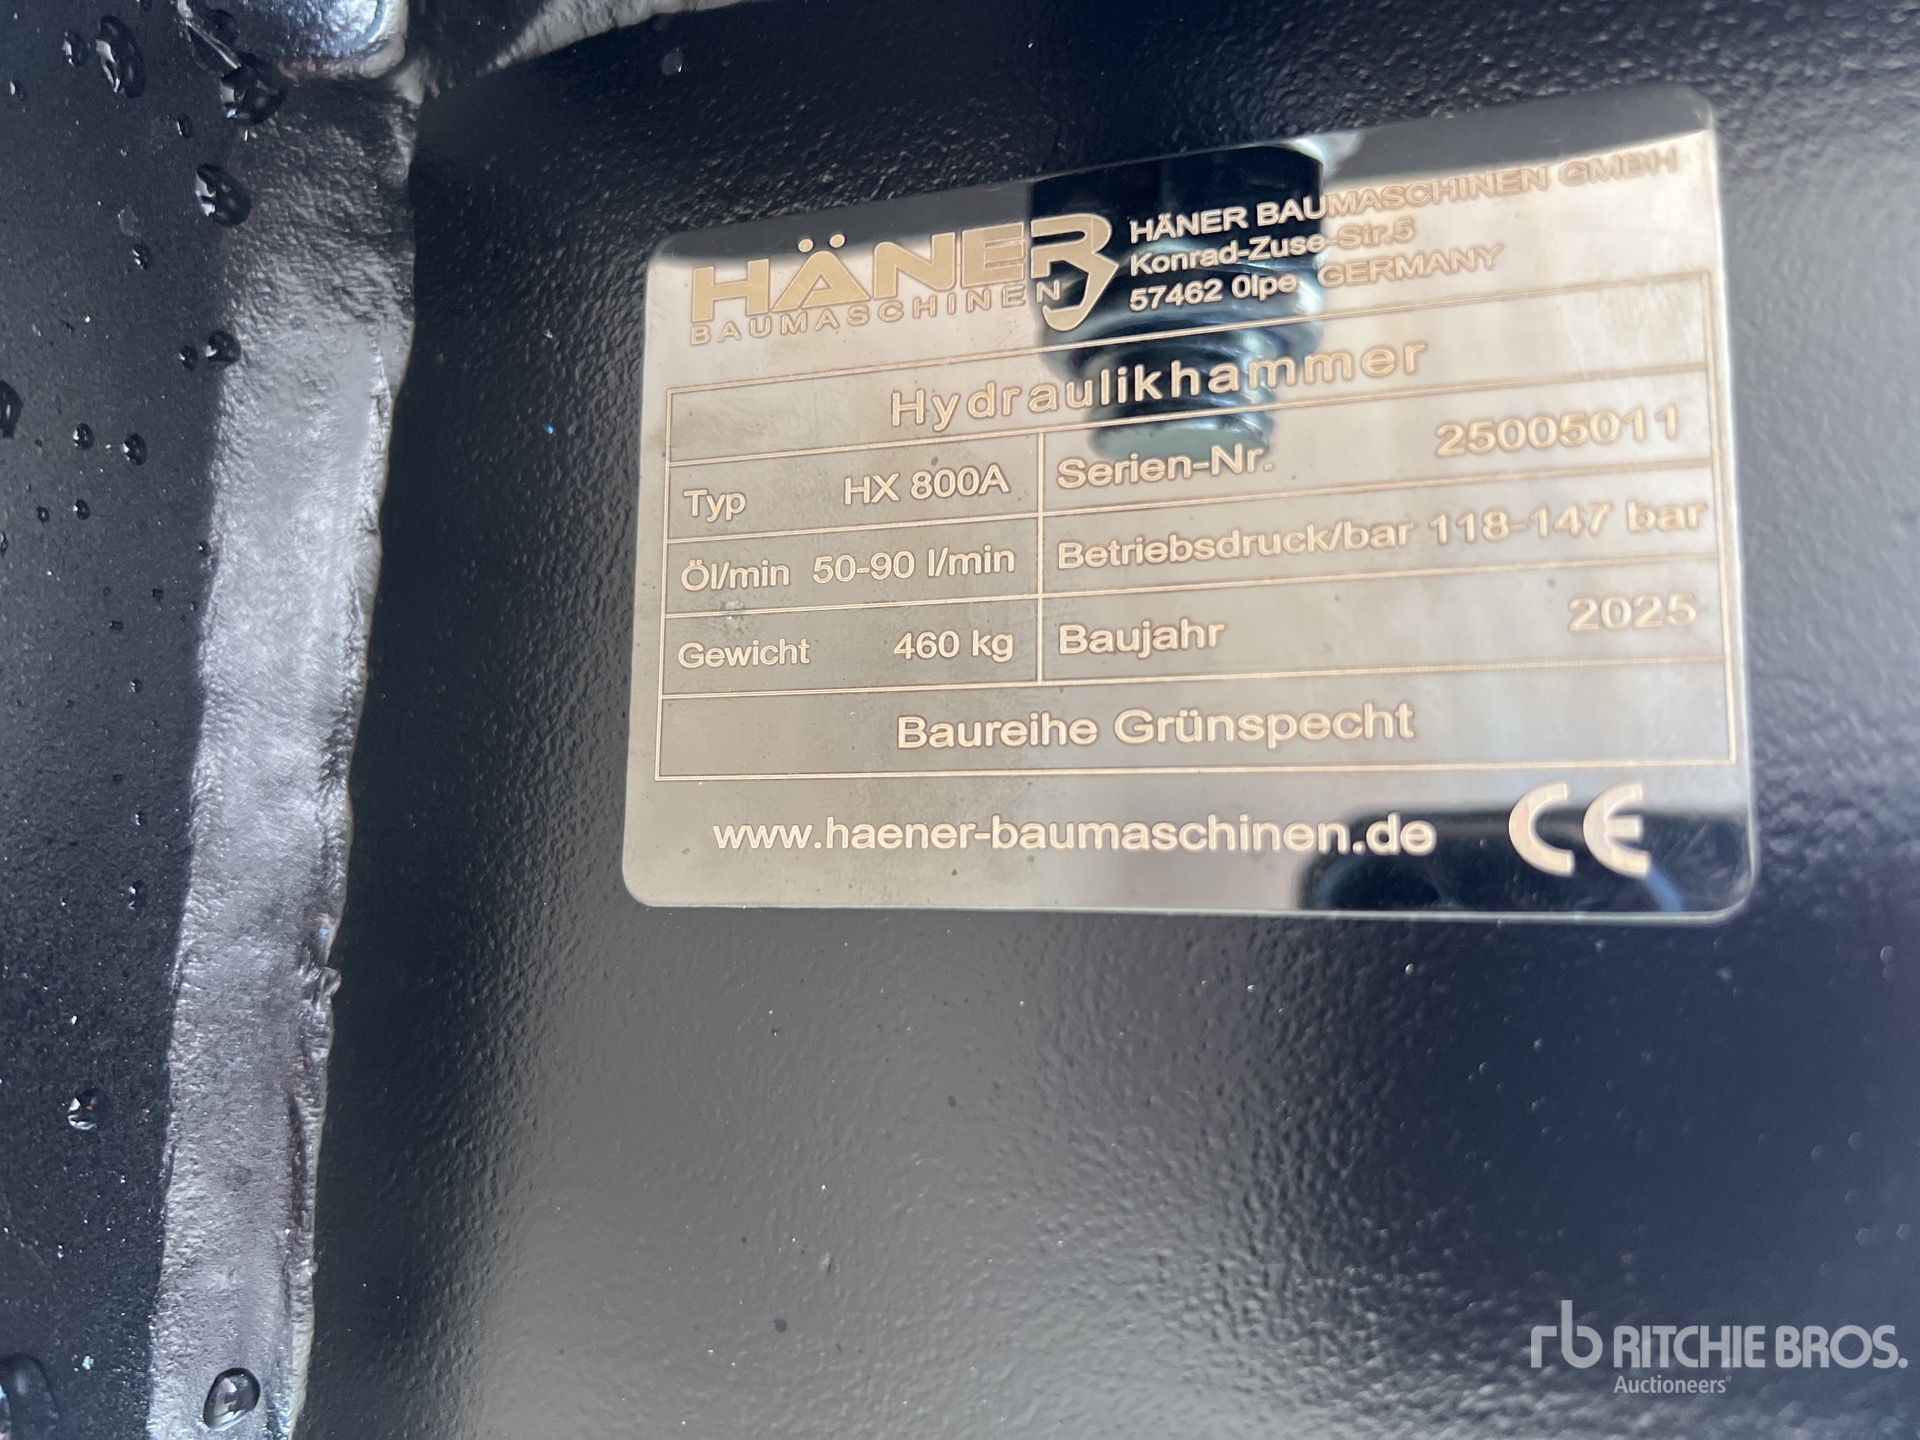 HÄNER
BAUMASCHINEN
HÄNER BAUMASCHINEN GMBH
Konrad-Zuse-Str.5
57462 Olpe GERMANY
Hydraulikhammer
Typ HX 800A Serien-Nr. 25005011
Öl/min 50-90 l/min Betriebsdruck/bar 118-147 bar
Gewicht 460 kg Baujahr 2025
Baureihe Grünspecht
www.haener-baumaschinen.de CE
rb RITCHIE BROS.
Auctioneers